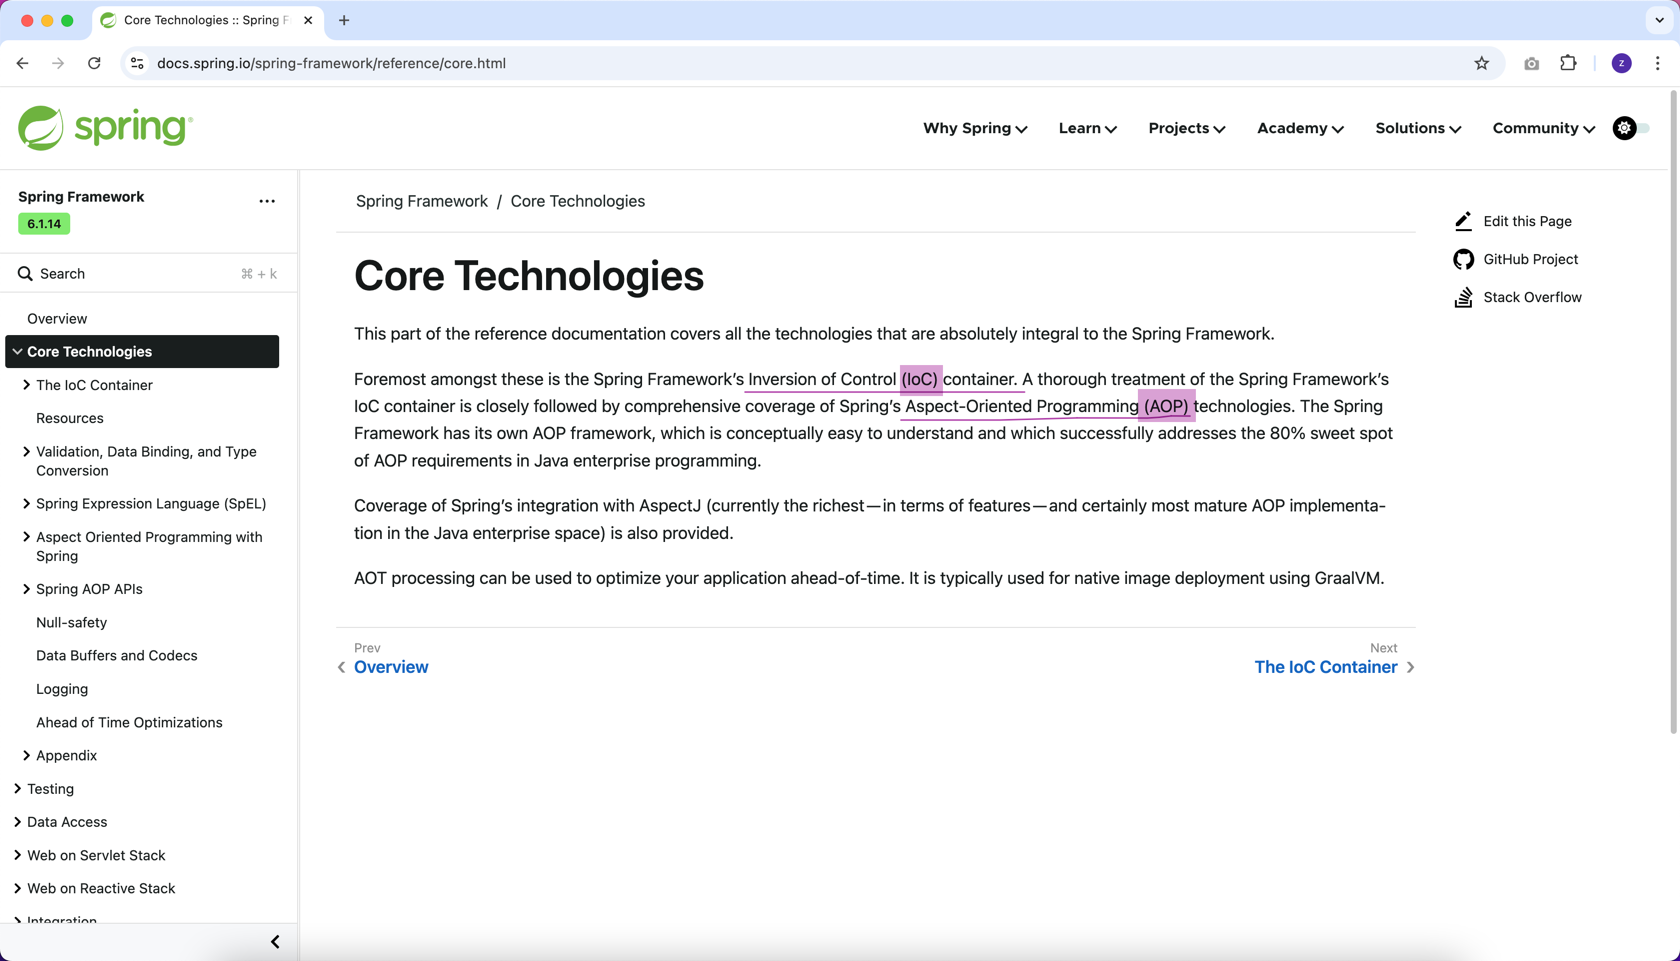 Core Technologies :: Spring F
docs.spring.io/spring-framework/reference/core.html
z
spring
Why Spring
Learn
Projects
Academy
Solutions
Community
Spring Framework
6.1.14
Search
⌘ + k
Overview
Core Technologies
The IoC Container
Resources
Validation, Data Binding, and Type
Conversion
Spring Expression Language (SpEL)
Aspect Oriented Programming with
Spring
Spring AOP APIs
Null-safety
Data Buffers and Codecs
Logging
Ahead of Time Optimizations
Appendix
Testing
Data Access
Web on Servlet Stack
Web on Reactive Stack
Integration
Spring Framework / Core Technologies
Core Technologies
This part of the reference documentation covers all the technologies that are absolutely integral to the Spring Framework.
Foremost amongst these is the Spring Framework’s Inversion of Control (IoC) container. A thorough treatment of the Spring Framework’s
IoC container is closely followed by comprehensive coverage of Spring’s Aspect-Oriented Programming (AOP) technologies. The Spring
Framework has its own AOP framework, which is conceptually easy to understand and which successfully addresses the 80% sweet spot
of AOP requirements in Java enterprise programming.
Coverage of Spring’s integration with AspectJ (currently the richest — in terms of features — and certainly most mature AOP implementa-
tion in the Java enterprise space) is also provided.
AOT processing can be used to optimize your application ahead-of-time. It is typically used for native image deployment using GraalVM.
Prev
Overview
Next
The IoC Container
Edit this Page
GitHub Project
Stack Overflow